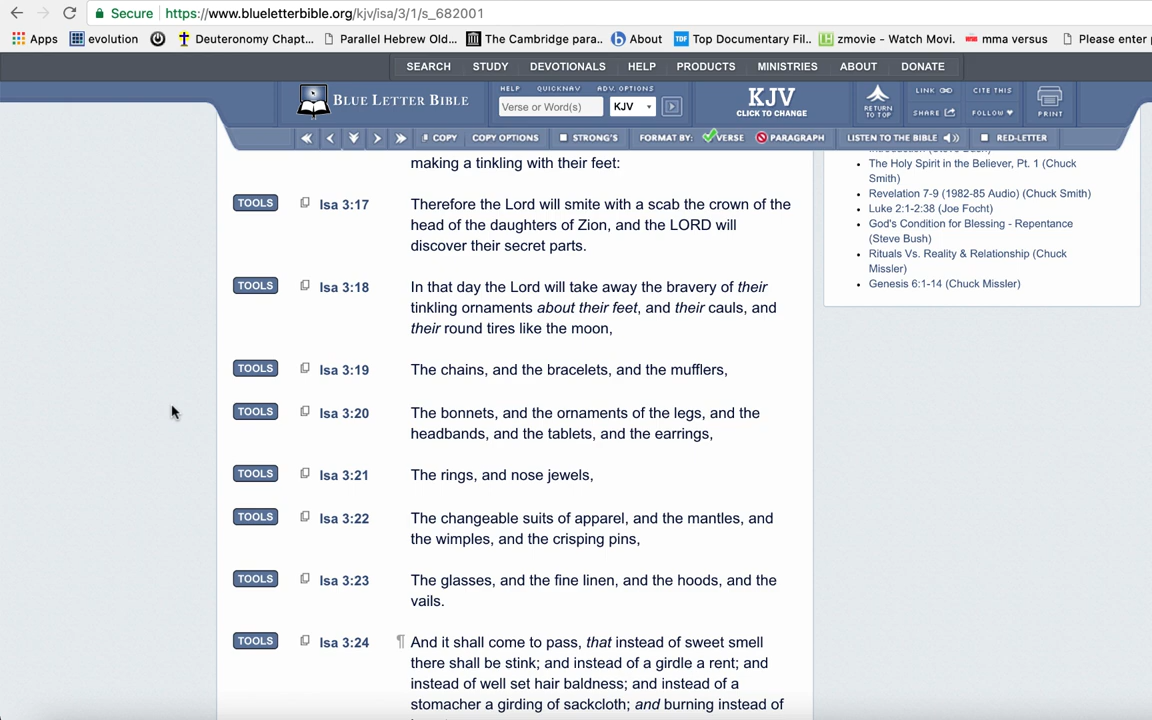 Secure https://www.blueletterbible.org/kjv/isa/3/1/s_682001
Apps evolution Deuteronomy Chapt... Parallel Hebrew Old... The Cambridge para.. About Top Documentary Fil.. zmovie - Watch Movi. mma versus Please enter
SEARCH STUDY DEVOTIONALS HELP PRODUCTS MINISTRIES ABOUT DONATE
BLUE LETTER BIBLE
HELP QUICKNAV ADV. OPTIONS
Verse or Word(s) KJV
KJV
CLICK TO CHANGE
RETURN
TO TOP
LINK CITE THIS
SHARE FOLLOW PRINT
COPY COPY OPTIONS STRONG'S FORMAT BY: VERSE PARAGRAPH LISTEN TO THE BIBLE RED-LETTER
making a tinkling with their feet:
TOOLS Isa 3:17 Therefore the Lord will smite with a scab the crown of the
head of the daughters of Zion, and the LORD will
discover their secret parts.
TOOLS Isa 3:18 In that day the Lord will take away the bravery of their
tinkling ornaments about their feet, and their cauls, and
their round tires like the moon,
TOOLS Isa 3:19 The chains, and the bracelets, and the mufflers,
TOOLS Isa 3:20 The bonnets, and the ornaments of the legs, and the
headbands, and the tablets, and the earrings,
TOOLS Isa 3:21 The rings, and nose jewels,
TOOLS Isa 3:22 The changeable suits of apparel, and the mantles, and
the wimples, and the crisping pins,
TOOLS Isa 3:23 The glasses, and the fine linen, and the hoods, and the
vails.
TOOLS Isa 3:24 ¶ And it shall come to pass, that instead of sweet smell
there shall be stink; and instead of a girdle a rent; and
instead of well set hair baldness; and instead of a
stomacher a girding of sackcloth; and burning instead of
The Holy Spirit in the Believer, Pt. 1 (Chuck
Smith)
Revelation 7-9 (1982-85 Audio) (Chuck Smith)
Luke 2:1-2:38 (Joe Focht)
God's Condition for Blessing - Repentance
(Steve Bush)
Rituals Vs. Reality & Relationship (Chuck
Missler)
Genesis 6:1-14 (Chuck Missler)